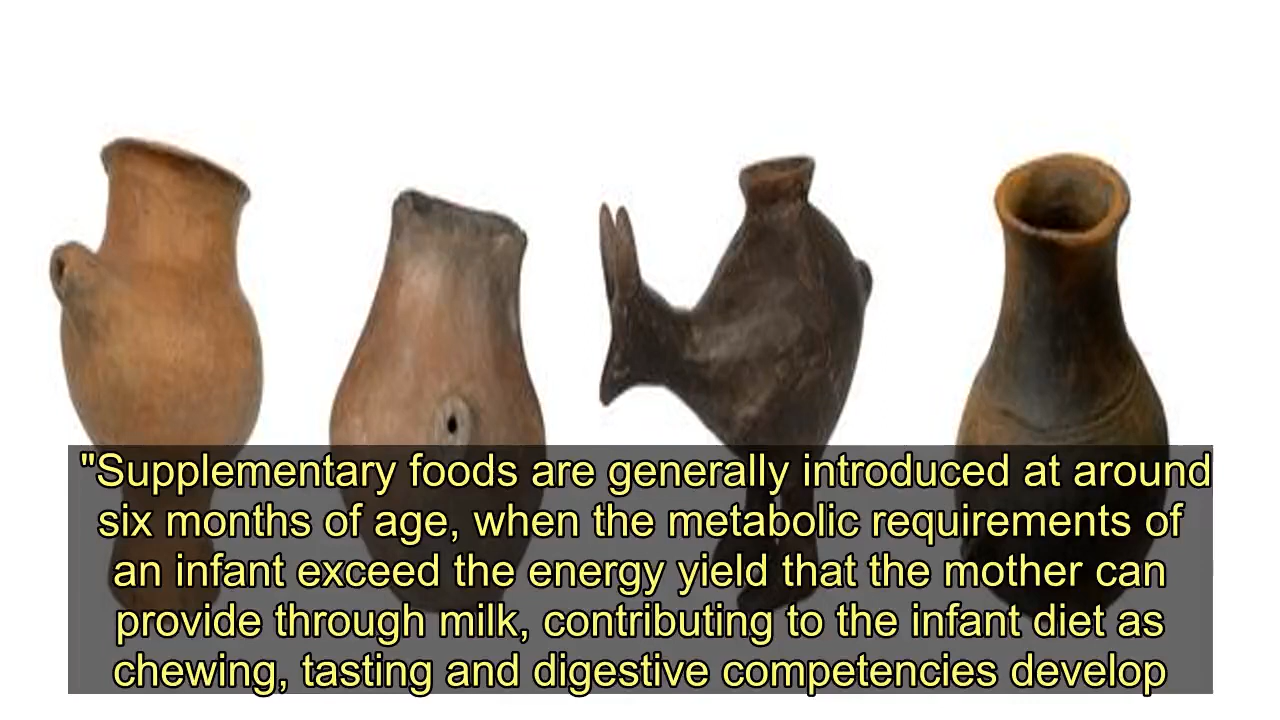 "Supplementary foods are generally introduced at around
six months of age, when the metabolic requirements of
an infant exceed the energy yield that the mother can
provide through milk, contributing to the infant diet as
chewing, tasting and digestive competencies develop